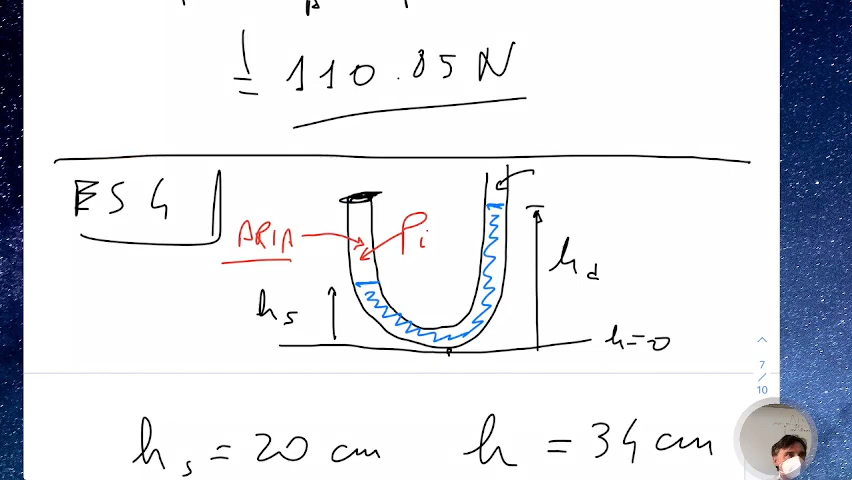 = 110.85 N
ES 4
ARIA Pi
hd
hs
h=0
7
/
10
hs = 20 cm h = 34 cm